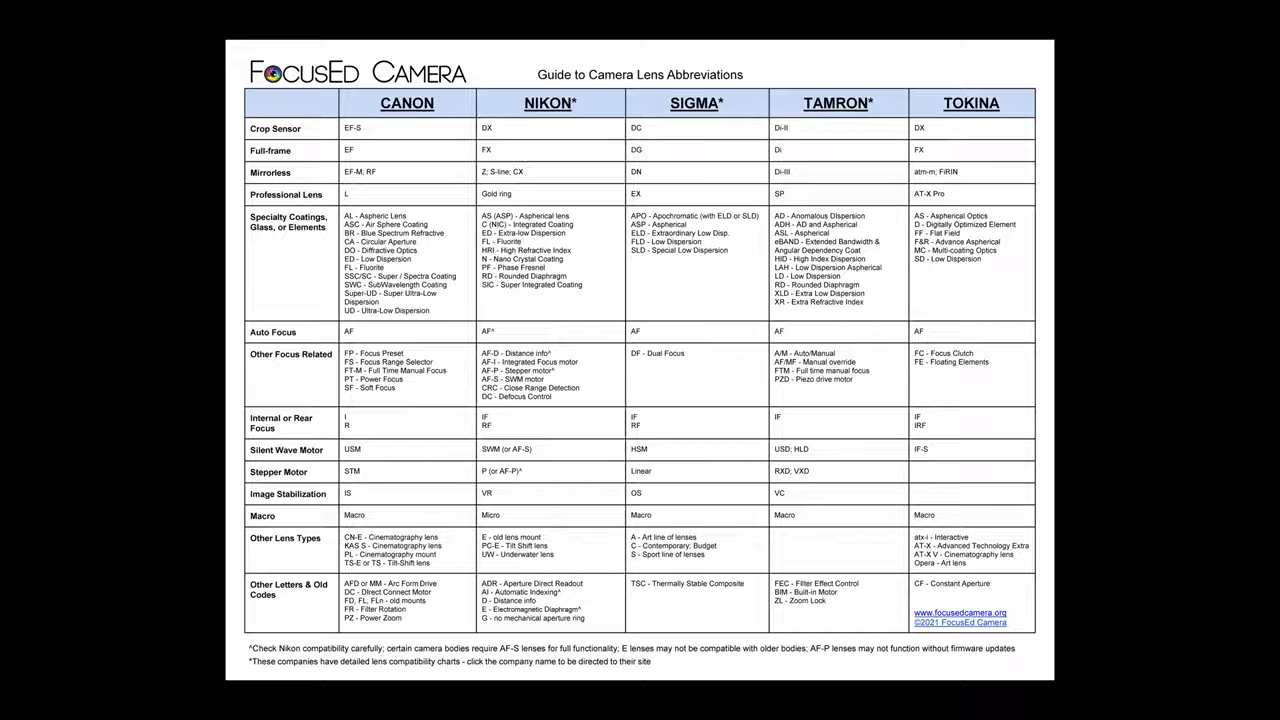 FocusEd Camera
Guide to Camera Lens Abbreviations
CANON NIKON* SIGMA* TAMRON* TOKINA
Crop Sensor EF-S DX DC Di-II DX
Full-frame EF FX DG Di FX
Mirrorless EF-M; RF Z; S-line; CX DN Di-III atm-m; FiRIN
Professional Lens L Gold ring EX SP AT-X Pro
Specialty Coatings,
Glass, or Elements
AL - Aspheric Lens
ASC - Air Sphere Coating
BR - Blue Spectrum Refractive
CA - Circular Aperture
DO - Diffractive Optics
ED - Low Dispersion
FL - Fluorite
SSC/SC - Super / Spectra Coating
SWC - SubWavelength Coating
Super-UD - Super Ultra-Low
Dispersion
UD - Ultra-Low Dispersion
AS (ASP) - Aspherical lens
C (NIC) - Integrated Coating
ED - Extra-low Dispersion
FL - Fluorite
HRI - High Refractive Index
N - Nano Crystal Coating
PF - Phase Fresnel
RD - Rounded Diaphragm
SIC - Super Integrated Coating
APO - Apochromatic (with ELD or SLD)
ASP - Aspherical
ELD - Extraordinary Low Disp.
FLD - Low Dispersion
SLD - Special Low Dispersion
AD - Anomalous DIspersion
ADH - AD and Aspherical
ASL - Aspherical
eBAND - Extended Bandwidth &
Angular Dependency Coat
HID - High Index Dispersion
LAH - Low Dispersion Aspherical
LD - Low Dispersion
RD - Rounded Diaphragm
XLD - Extra Low Dispersion
XR - Extra Refractive Index
AS - Aspherical Optics
D - Digitally Optimized Element
FF - Flat Field
F&R - Advance Aspherical
MC - Multi-coating Optics
SD - Low Dispersion
Auto Focus AF AF^ AF AF AF
Other Focus Related
FP - Focus Preset
FS - Focus Range Selector
FT-M - Full Time Manual Focus
PT - Power Focus
SF - Soft Focus
AF-D - Distance info^
AF-I - Integrated Focus motor
AF-P - Stepper motor^
AF-S - SWM motor
CRC - Close Range Detection
DC - Defocus Control
DF - Dual Focus
A/M - Auto/Manual
AF/MF - Manual override
FTM - Full time manual focus
PZD - Piezo drive motor
FC - Focus Clutch
FE - Floating Elements
Internal or Rear
Focus
I
R
IF
RF
IF
RF
IF
IF
IRF
Silent Wave Motor USM SWM (or AF-S) HSM USD; HLD IF-S
Stepper Motor STM P (or AF-P)^ Linear RXD; VXD
Image Stabilization IS VR OS VC
Macro Macro Micro Macro Macro Macro
Other Lens Types
CN-E - Cinematography lens
KAS S - Cinematography lens
PL - Cinematography mount
TS-E or TS - Tilt-Shift lens
E - old lens mount
PC-E - Tilt Shift lens
UW - Underwater lens
A - Art line of lenses
C - Contemporary; Budget
S - Sport line of lenses
atx-i - Interactive
AT-X - Advanced Technology Extra
AT-X V - Cinematography lens
Opera - Art lens
Other Letters & Old
Codes
AFD or MM - Arc Form Drive
DC - DIrect Connect Motor
FD, FL, FLn - old mounts
FR - Filter Rotation
PZ - Power Zoom
ADR - Aperture Direct Readout
AI - Automatic Indexing^
D - Distance info
E - Electromagnetic Diaphragm^
G - no mechanical aperture ring
TSC - Thermally Stable Composite
FEC - FIlter Effect Control
BIM - Built-in Motor
ZL - Zoom Lock
CF - Constant Aperture
www.focusedcamera.org
©2021 FocusEd Camera
^Check Nikon compatibility carefully; certain camera bodies require AF-S lenses for full functionality; E lenses may not be compatible with older bodies; AF-P lenses may not function without firmware updates
*These companies have detailed lens compatibility charts - click the company name to be directed to their site